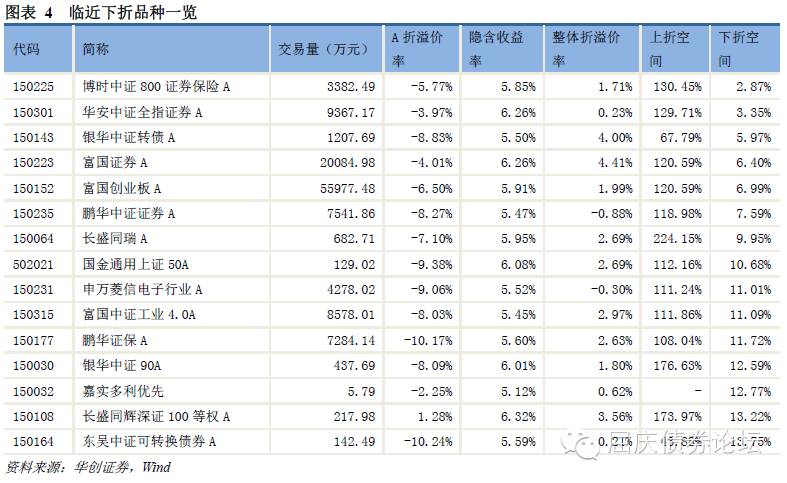 图表 4 临近下折品种一览
代码 简称 交易量（万元） A 折溢价率 隐含收益率 整体折溢价率 上折空间 下折空间
150225 博时中证 800 证券保险 A 3382.49 -5.77% 5.85% 1.71% 130.45% 2.87%
150301 华安中证全指证券 A 9367.17 -3.97% 6.26% 0.23% 129.71% 3.35%
150143 银华中证转债 A 1207.69 -8.83% 5.50% 4.00% 67.79% 5.97%
150223 富国证券 A 20084.98 -4.01% 6.26% 4.41% 120.59% 6.40%
150152 富国创业板 A 55977.48 -6.50% 5.91% 1.99% 120.59% 6.99%
150235 鹏华中证证券 A 7541.86 -8.27% 5.47% -0.88% 118.98% 7.59%
150064 长盛同瑞 A 682.71 -7.10% 5.95% 2.69% 224.15% 9.95%
502021 国金通用上证 50A 129.02 -9.38% 6.08% 2.69% 112.16% 10.68%
150231 申万菱信电子行业 A 4278.02 -9.06% 5.52% -0.30% 111.24% 11.01%
150315 富国中证工业 4.0A 8578.01 -8.03% 5.45% 2.97% 111.86% 11.09%
150177 鹏华证保 A 7284.14 -10.17% 5.60% 2.63% 108.04% 11.72%
150030 银华中证 90A 437.69 -8.09% 6.01% 1.80% 176.63% 12.59%
150032 嘉实多利优先 5.79 -2.25% 5.12% 0.62% - 12.77%
150108 长盛同辉深证 100 等权 A 217.98 1.28% 6.32% 3.56% 173.97% 13.22%
150164 东吴中证可转换债券 A 142.49 -10.24% 5.59% 0.21% 13.75%
屈庆债券论坛
资料来源：华创证券，Wind